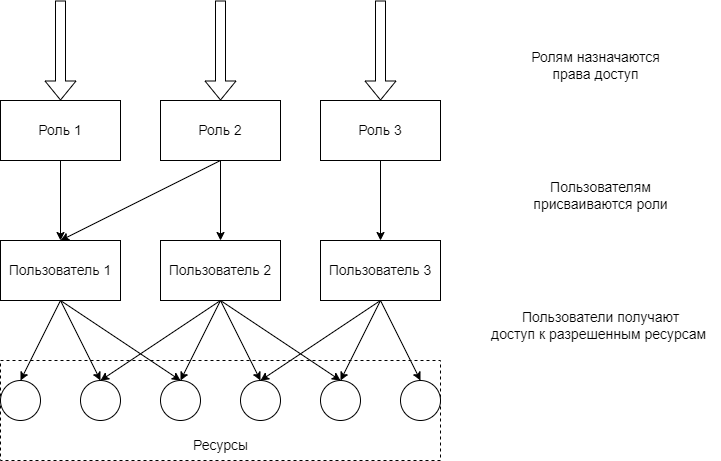 Ролям назначаются
права доступ
Роль 1
Роль 2
Роль 3
Пользователям
присваиваются роли
Пользователь 1
Пользователь 2
Пользователь 3
Пользователи получают
доступ к разрешенным ресурсам
Ресурсы